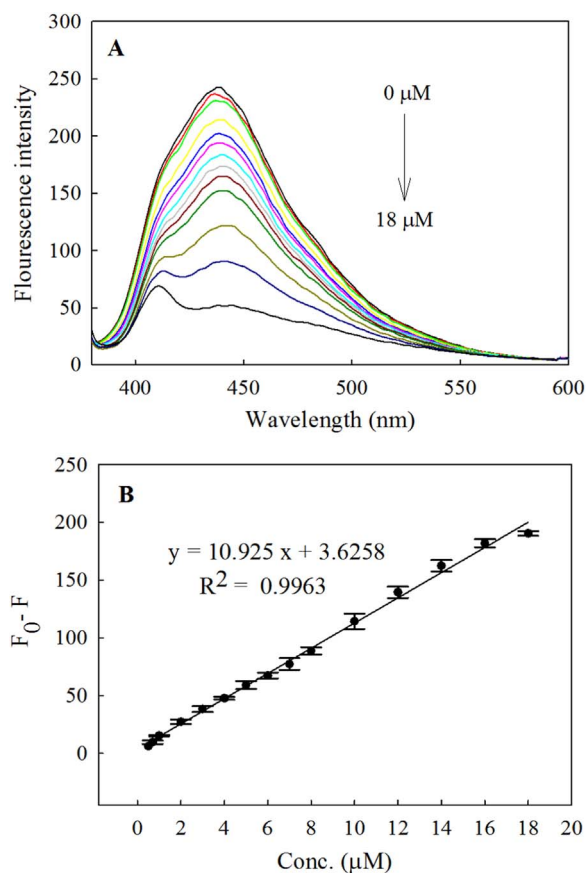 A
300
250
200
150
100
50
0
Flourescence intensity
0 μM
18 μM
400 450 500 550 600
Wavelength (nm)
B
250
200
150
100
50
0
F0- F
y = 10.925 x + 3.6258
R2 = 0.9963
0 2 4 6 8 10 12 14 16 18 20
Conc. (μM)